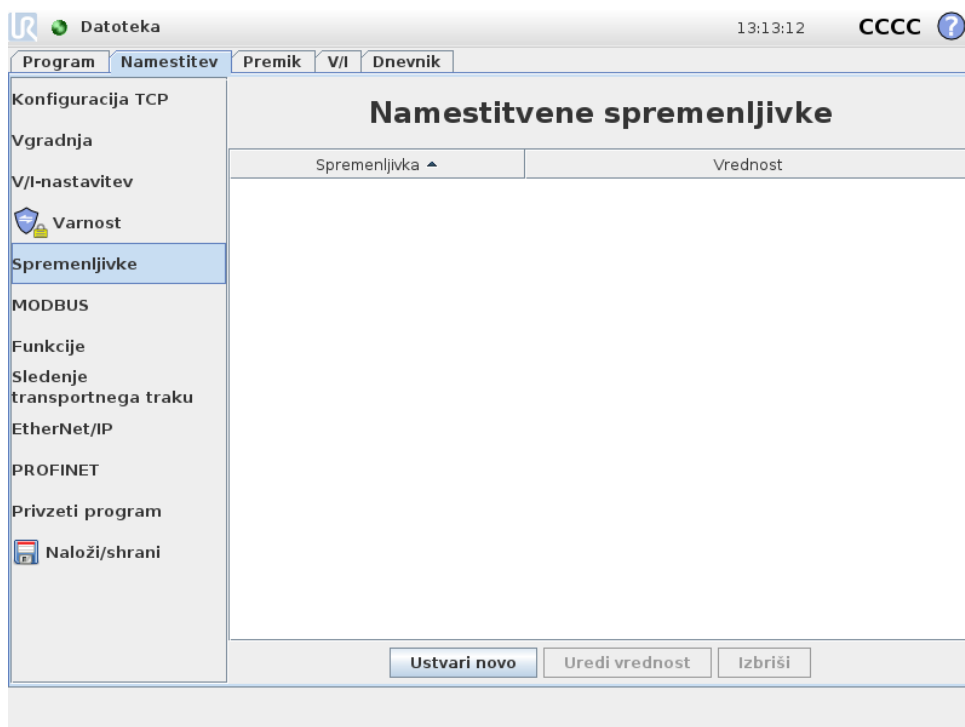 UR Datoteka 13:13:12 CCCC ?
Program Namestitev Premik V/I Dnevnik
Konfiguracija TCP
Vgradnja
V/I-nastavitev
Varnost
Spremenljivke
MODBUS
Funkcije
Sledenje
transportnega traku
EtherNet/IP
PROFINET
Privzeti program
Naloži/shrani
Namestitvene spremenljivke
Spremenljivka Vrednost
Ustvari novo Uredi vrednost Izbriši